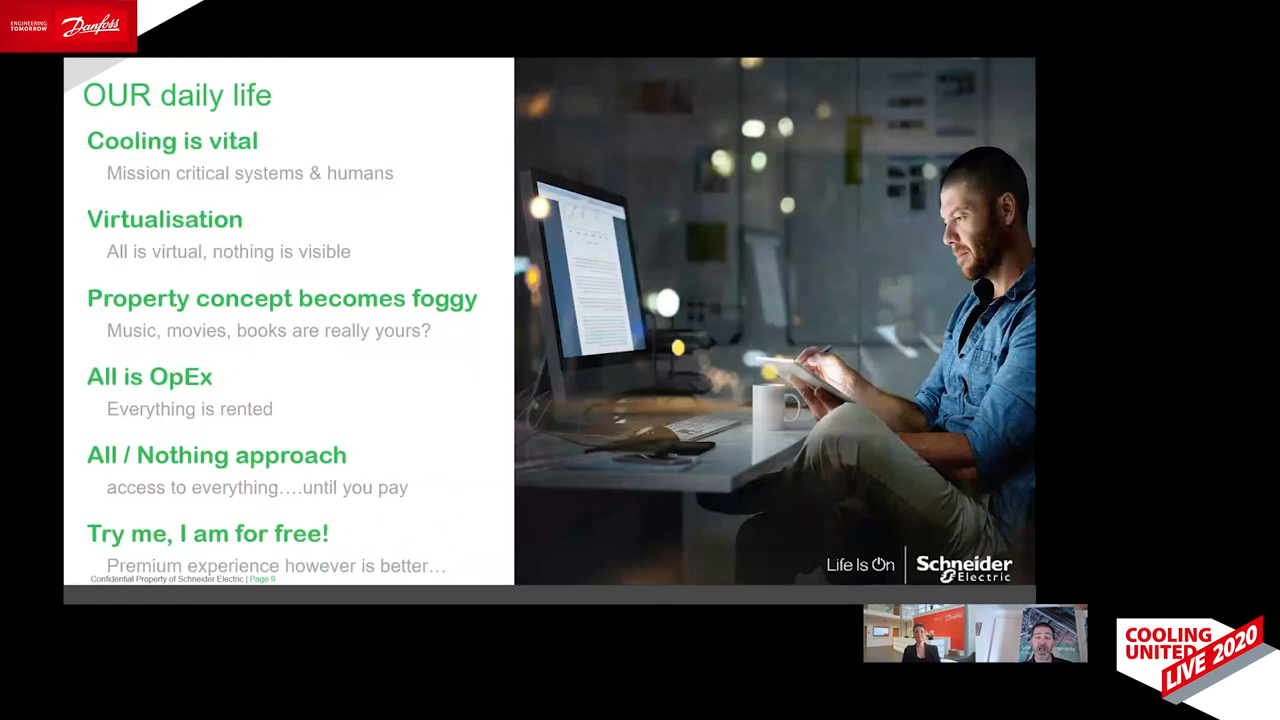 ENGINEERING
TOMORROW
Danfoss
OUR daily life
Cooling is vital
Mission critical systems & humans
Virtualisation
All is virtual, nothing is visible
Property concept becomes foggy
Music, movies, books are really yours?
All is OpEx
Everything is rented
All / Nothing approach
access to everything….until you pay
Try me, I am for free!
Premium experience however is better…
Confidential Property of Schneider Electric | Page 9
Life Is On
Schneider
Electric
Danfoss
COOLING
UNITED
LIVE 2020